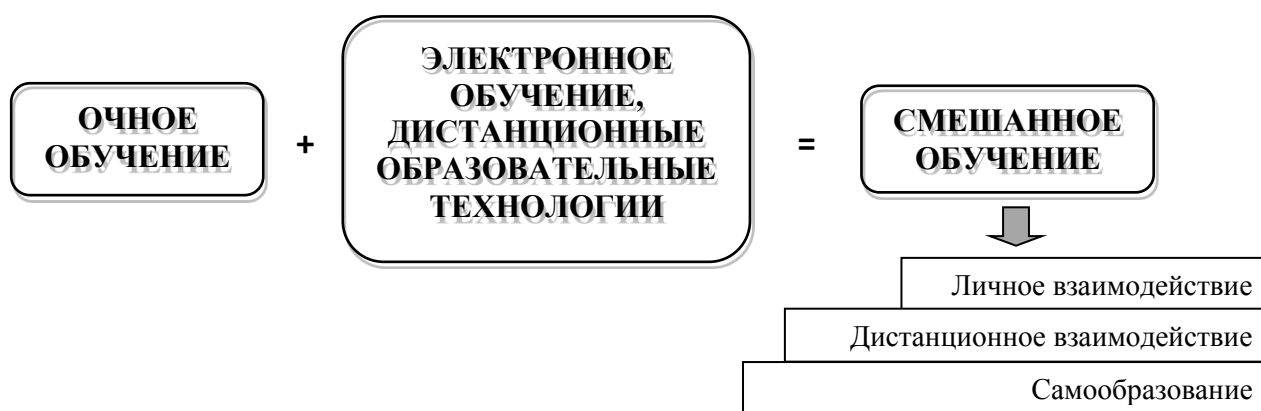 ОЧНОЕ
ОБУЧЕНИЕ
+
ЭЛЕКТРОННОЕ
ОБУЧЕНИЕ,
ДИСТАНЦИОННЫЕ
ОБРАЗОВАТЕЛЬНЫЕ
ТЕХНОЛОГИИ
=
СМЕШАННОЕ
ОБУЧЕНИЕ
Личное взаимодействие
Дистанционное взаимодействие
Самообразование